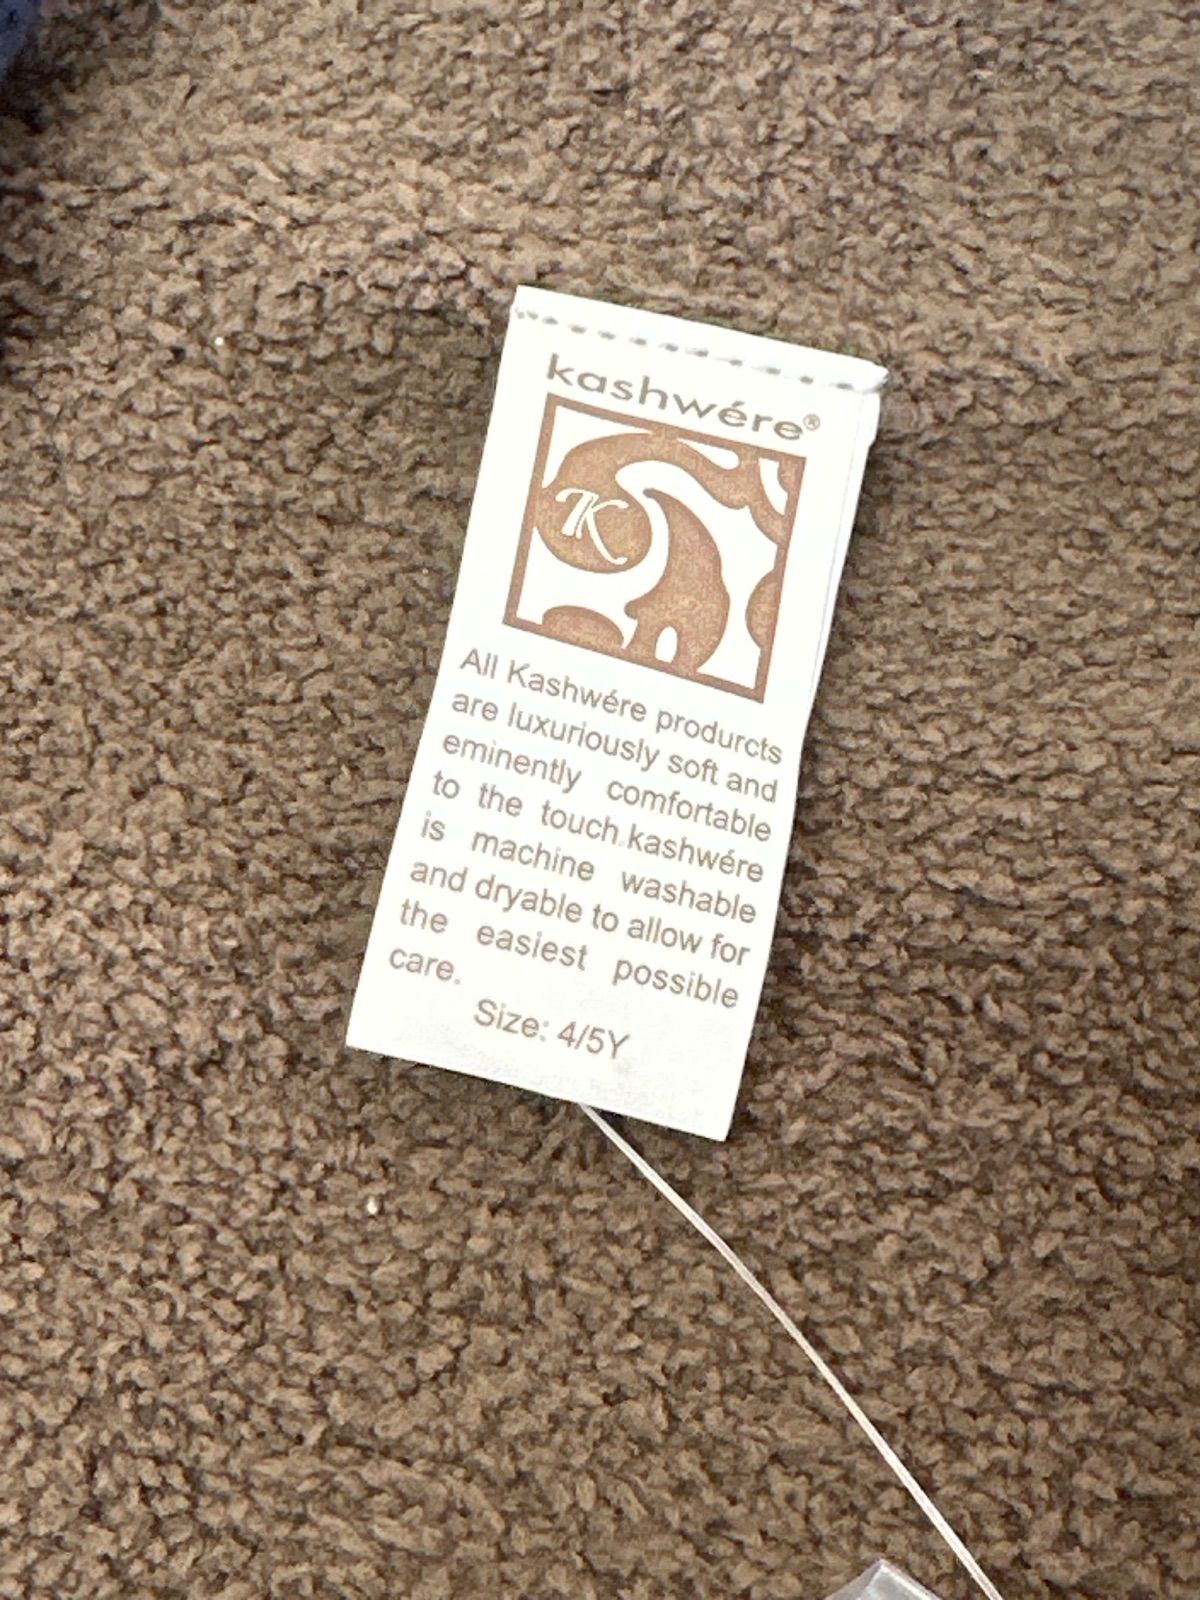 kashwére®
K
All Kashwére produrcts
are luxuriously soft and
eminently comfortable
to the touch.kashwére
is machine washable
and dryable to allow for
the easiest possible
care.
Size: 4/5Y